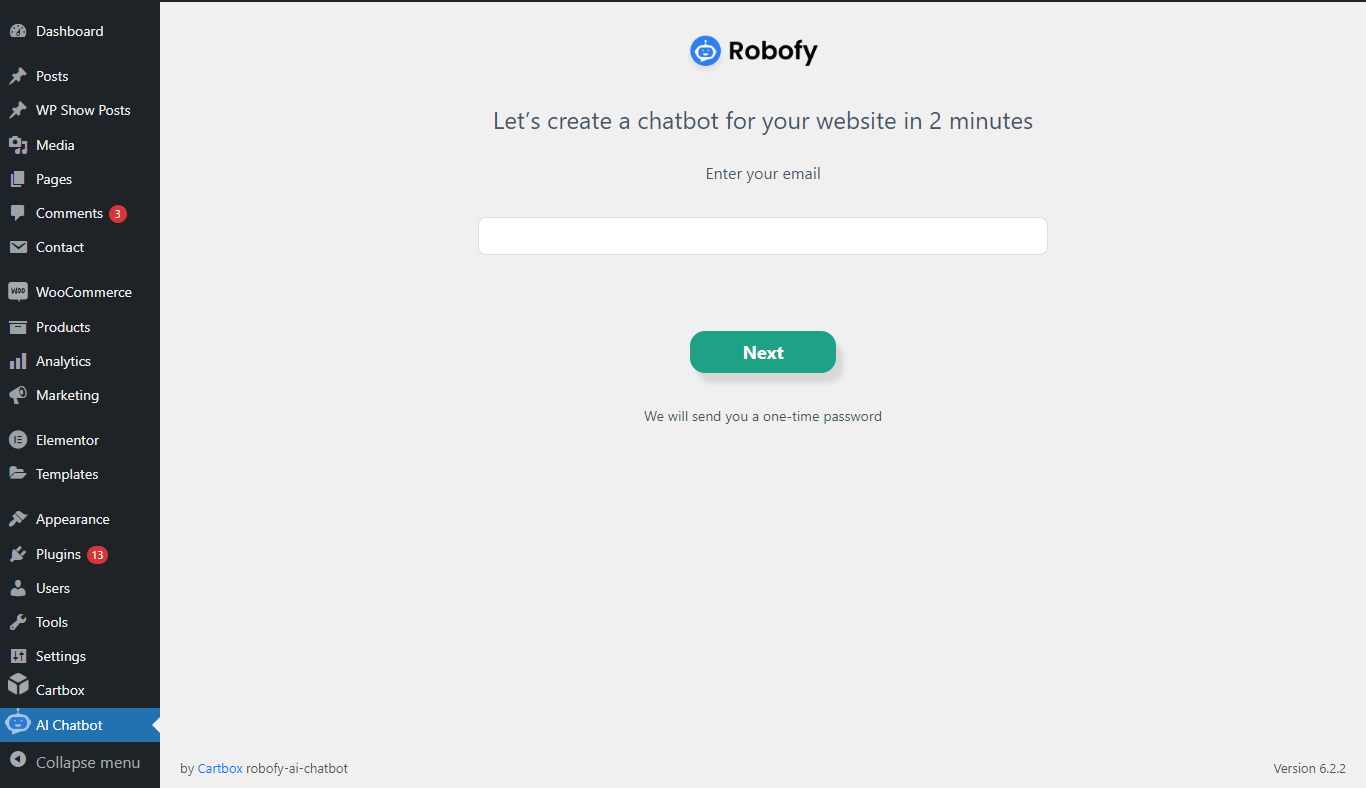 Dashboard
Posts
WP Show Posts
Media
Pages
Comments 3
Contact
WOO WooCommerce
Products
Analytics
Marketing
Elementor
Templates
Appearance
Plugins 13
Users
Tools
Settings
Cartbox
AI Chatbot
Collapse menu
Robofy
Let’s create a chatbot for your website in 2 minutes
Enter your email
Next
We will send you a one-time password
by Cartbox robofy-ai-chatbot
Version 6.2.2